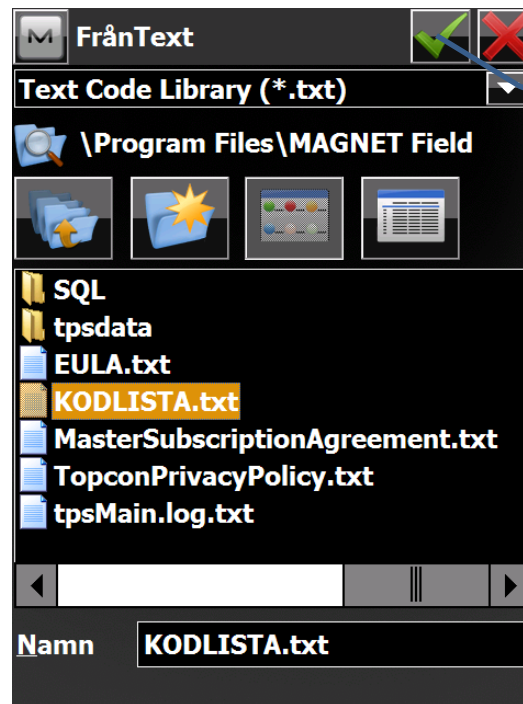 FrånText
Text Code Library (*.txt)
\Program Files\MAGNET Field
SQL
tpsdata
EULA.txt
KODLISTA.txt
MasterSubscriptionAgreement.txt
TopconPrivacyPolicy.txt
tpsMain.log.txt
Namn KODLISTA.txt